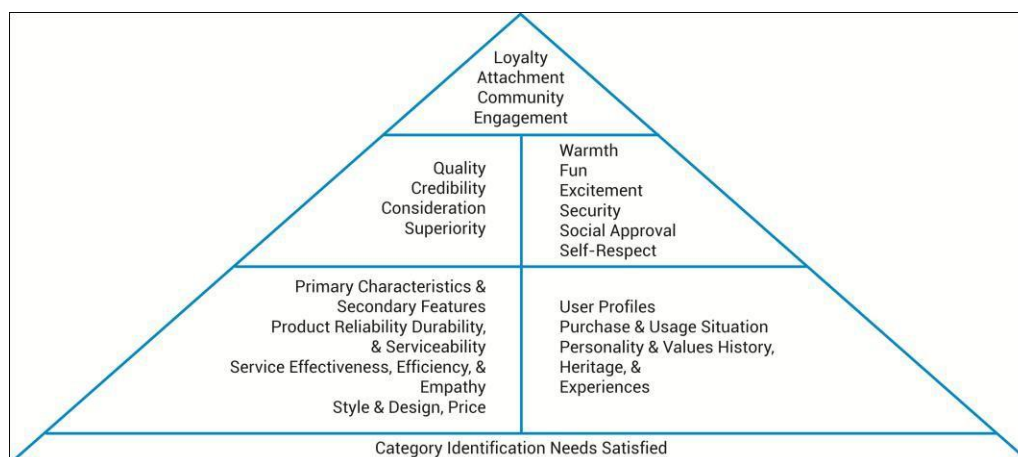 Loyalty
Attachment
Community
Engagement
Quality
Credibility
Consideration
Superiority
Warmth
Fun
Excitement
Security
Social Approval
Self-Respect
Primary Characteristics &
Secondary Features
Product Reliability Durability,
& Serviceability
Service Effectiveness, Efficiency, &
Empathy
Style & Design, Price
User Profiles
Purchase & Usage Situation
Personality & Values History,
Heritage, &
Experiences
Category Identification Needs Satisfied